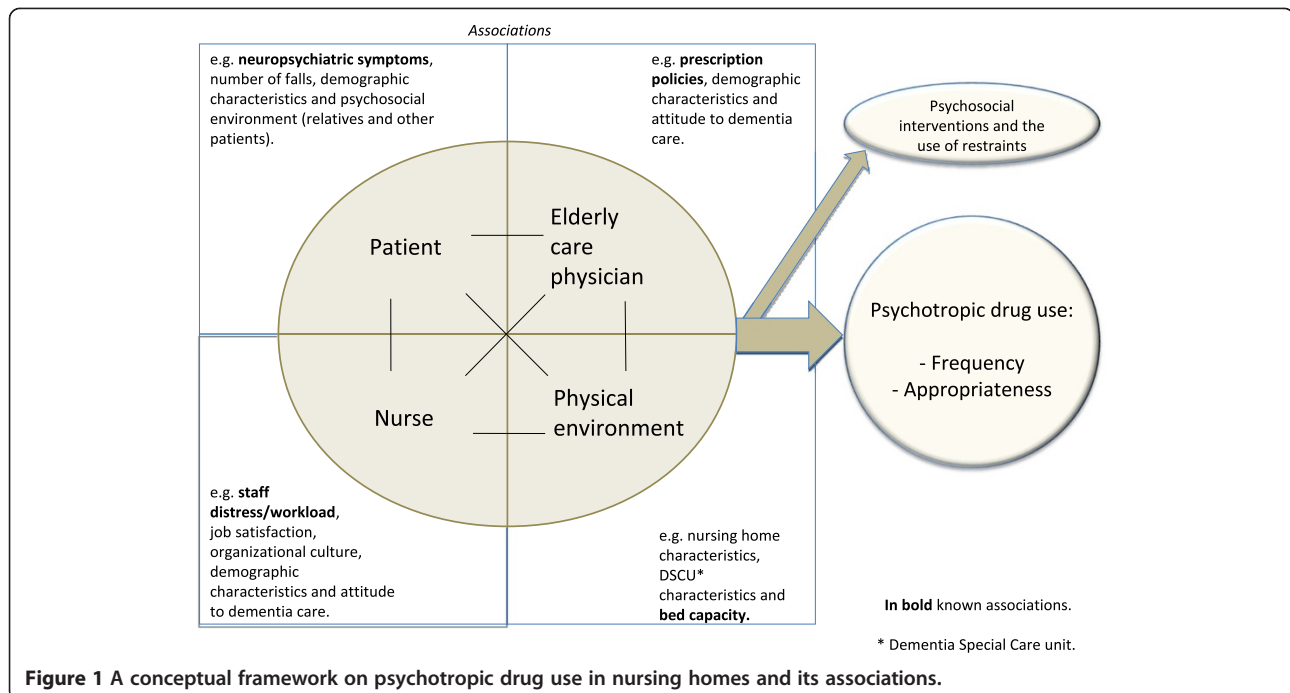 Associations
e.g. neuropsychiatric symptoms,
number of falls, demographic
characteristics and psychosocial
environment (relatives and other
patients).
e.g. prescription
policies, demographic
characteristics and
attitude to dementia
care.
Psychosocial
interventions and the
use of restraints
Patient
Elderly
care
physician
Nurse
Physical
environment
Psychotropic drug use:
- Frequency
- Appropriateness
e.g. staff
distress/workload,
job satisfaction,
organizational culture,
demographic
characteristics and attitude
to dementia care.
e.g. nursing home
characteristics,
DSCU*
characteristics and
bed capacity.
In bold known associations.
* Dementia Special Care unit.
Figure 1 A conceptual framework on psychotropic drug use in nursing homes and its associations.